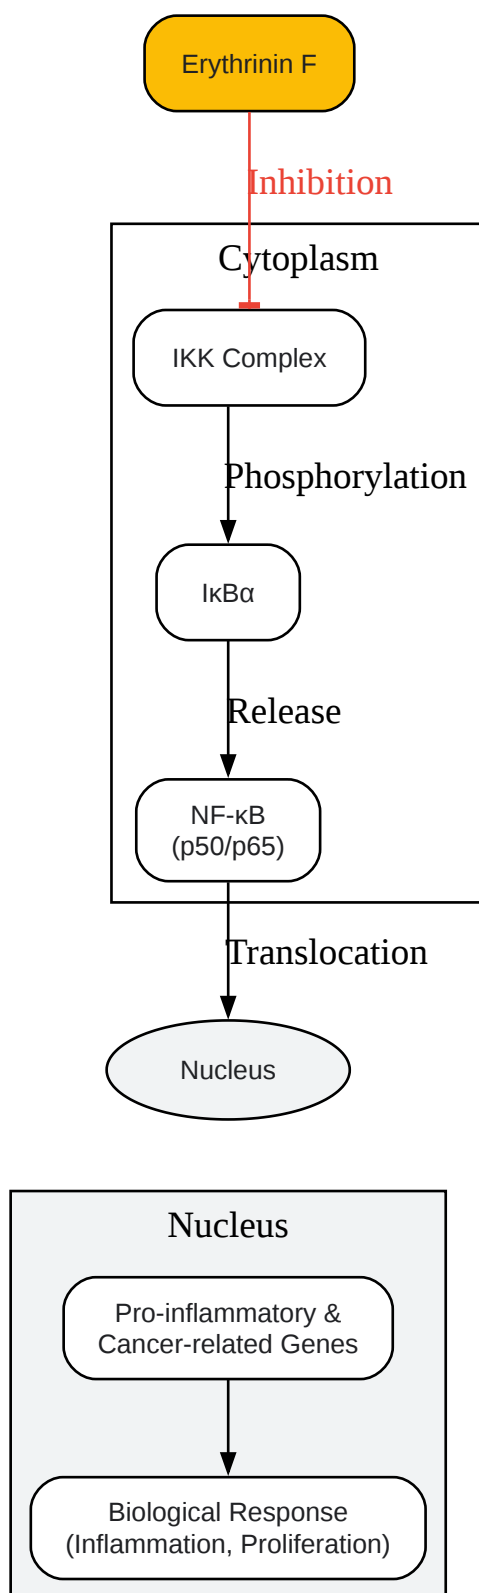 Erythrinin F
Inhibition
Cytoplasm
IKK Complex
Phosphorylation
IκBα
Release
NF-κB
(p50/p65)
Translocation
Nucleus
Nucleus
Pro-inflammatory &
Cancer-related Genes
Biological Response
(Inflammation, Proliferation)